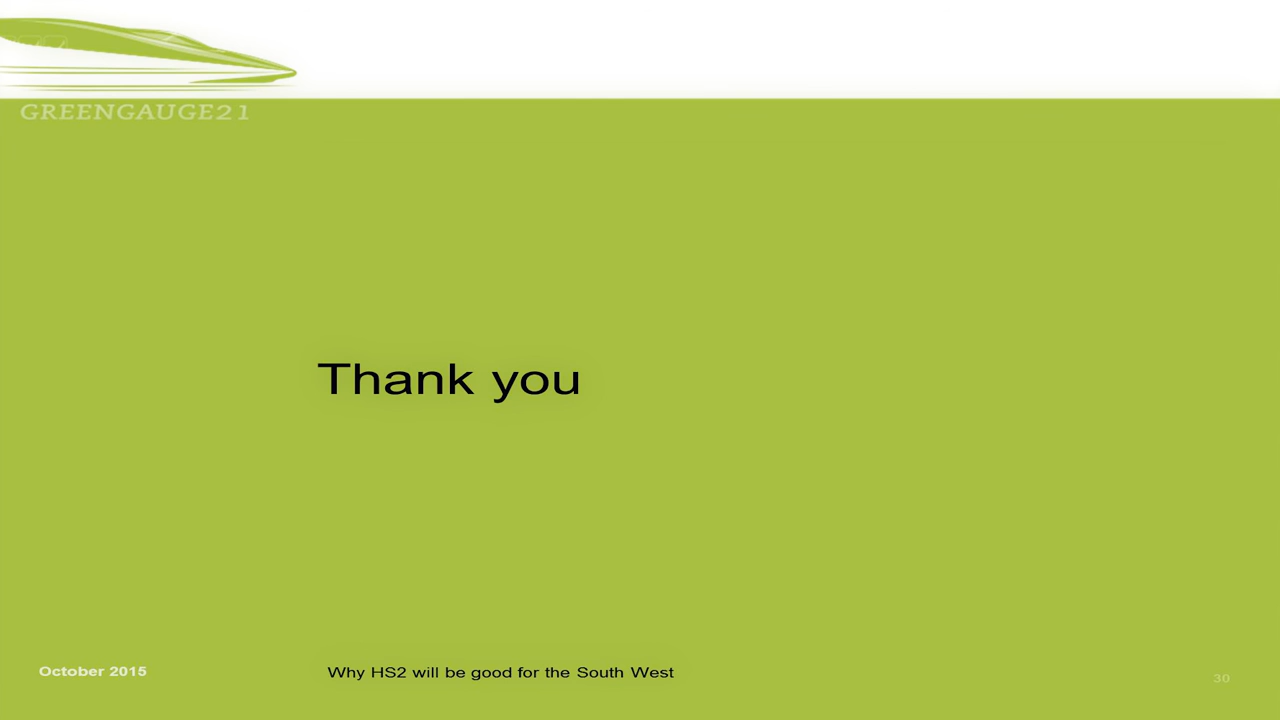 GREENGAUGE21
Thank you
October 2015
Why HS2 will be good for the South West
30